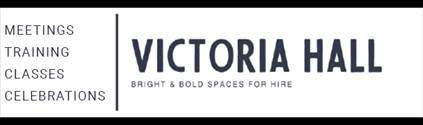 MEETINGS
TRAINING
CLASSES
CELEBRATIONS
VICTORIA HALL
BRIGHT & BOLD SPACES FOR HIRE